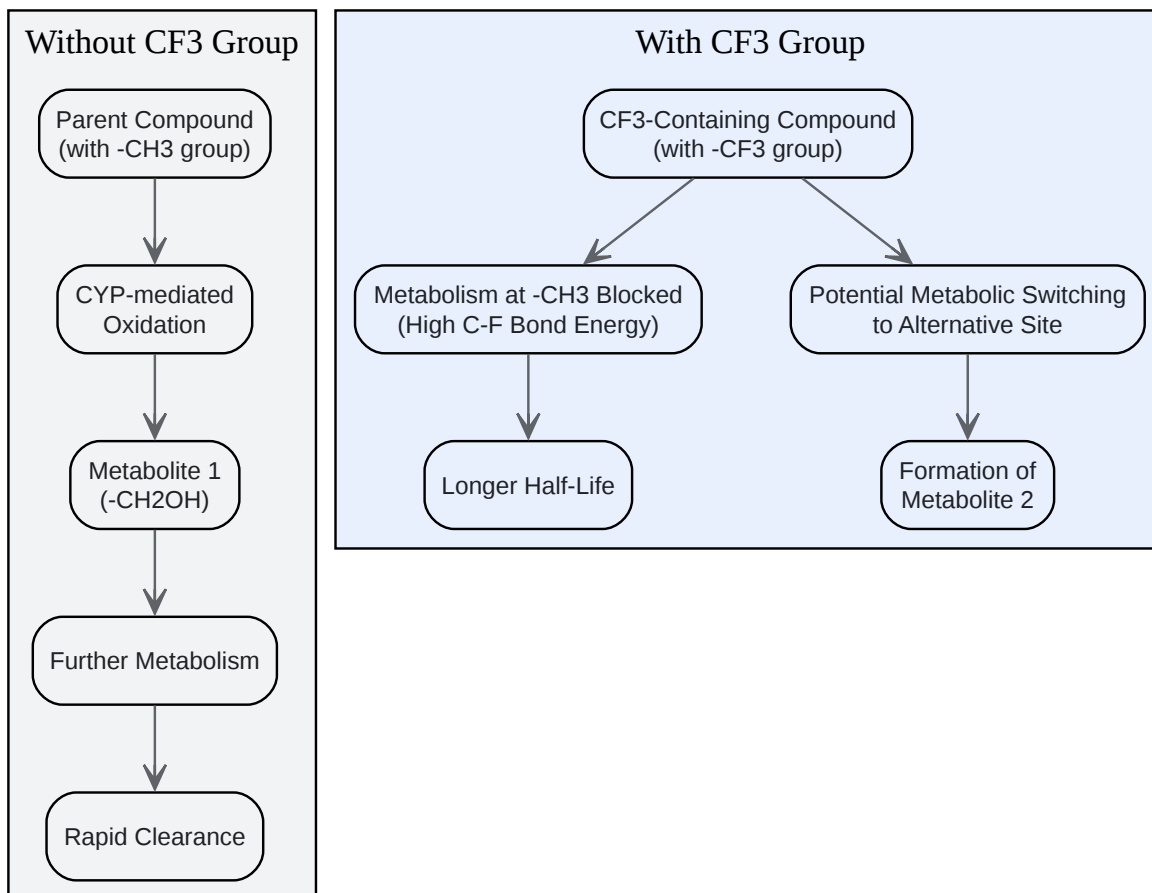 Without CF3 Group
Parent Compound
(with -CH3 group)
CYP-mediated
Oxidation
Metabolite 1
(-CH2OH)
Further Metabolism
Rapid Clearance
With CF3 Group
CF3-Containing Compound
(with -CF3 group)
Metabolism at -CH3 Blocked
(High C-F Bond Energy)
Longer Half-Life
Potential Metabolic Switching
to Alternative Site
Formation of
Metabolite 2